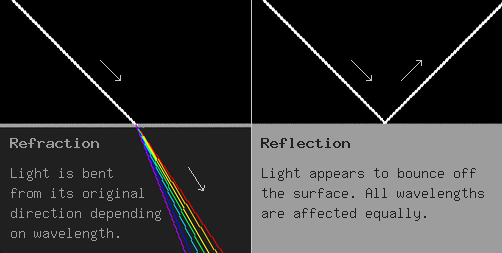 Refraction
Light is bent
from its original
direction depending
on wavelength.
Reflection
Light appears to bounce off
the surface. All wavelengths
are affected equally.